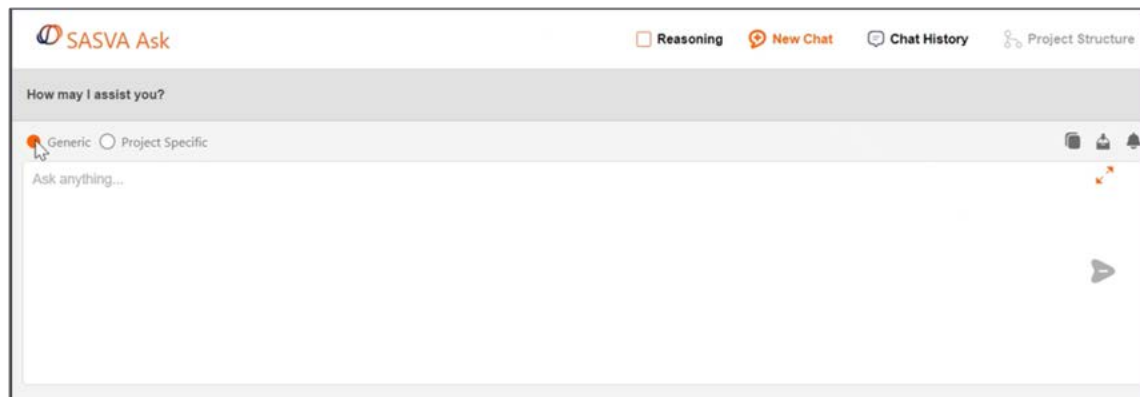 SASVA Ask
Reasoning New Chat Chat History Project Structure
How may I assist you?
Generic Project Specific
Ask anything...